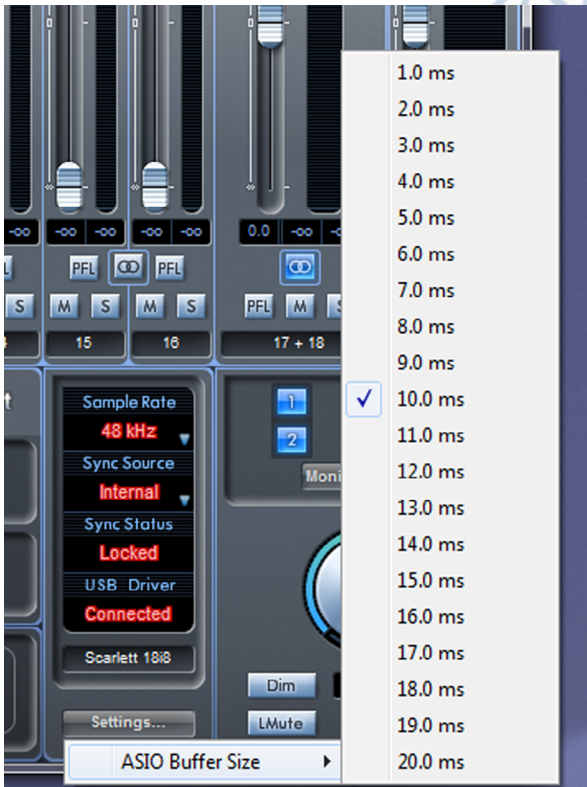 -∞ -∞ -∞ -∞ -∞ 0.0 -∞
PFL PFL
S M S M S PFL M S
15 16 17 + 18
Sample Rate
48 kHz
Sync Source
Internal
Sync Status
Locked
USB Driver
Connected
Scarlett 18i8
Settings...
1
2
Moni
Dim
LMute
ASIO Buffer Size
1.0 ms
2.0 ms
3.0 ms
4.0 ms
5.0 ms
6.0 ms
7.0 ms
8.0 ms
9.0 ms
10.0 ms
11.0 ms
12.0 ms
13.0 ms
14.0 ms
15.0 ms
16.0 ms
17.0 ms
18.0 ms
19.0 ms
20.0 ms